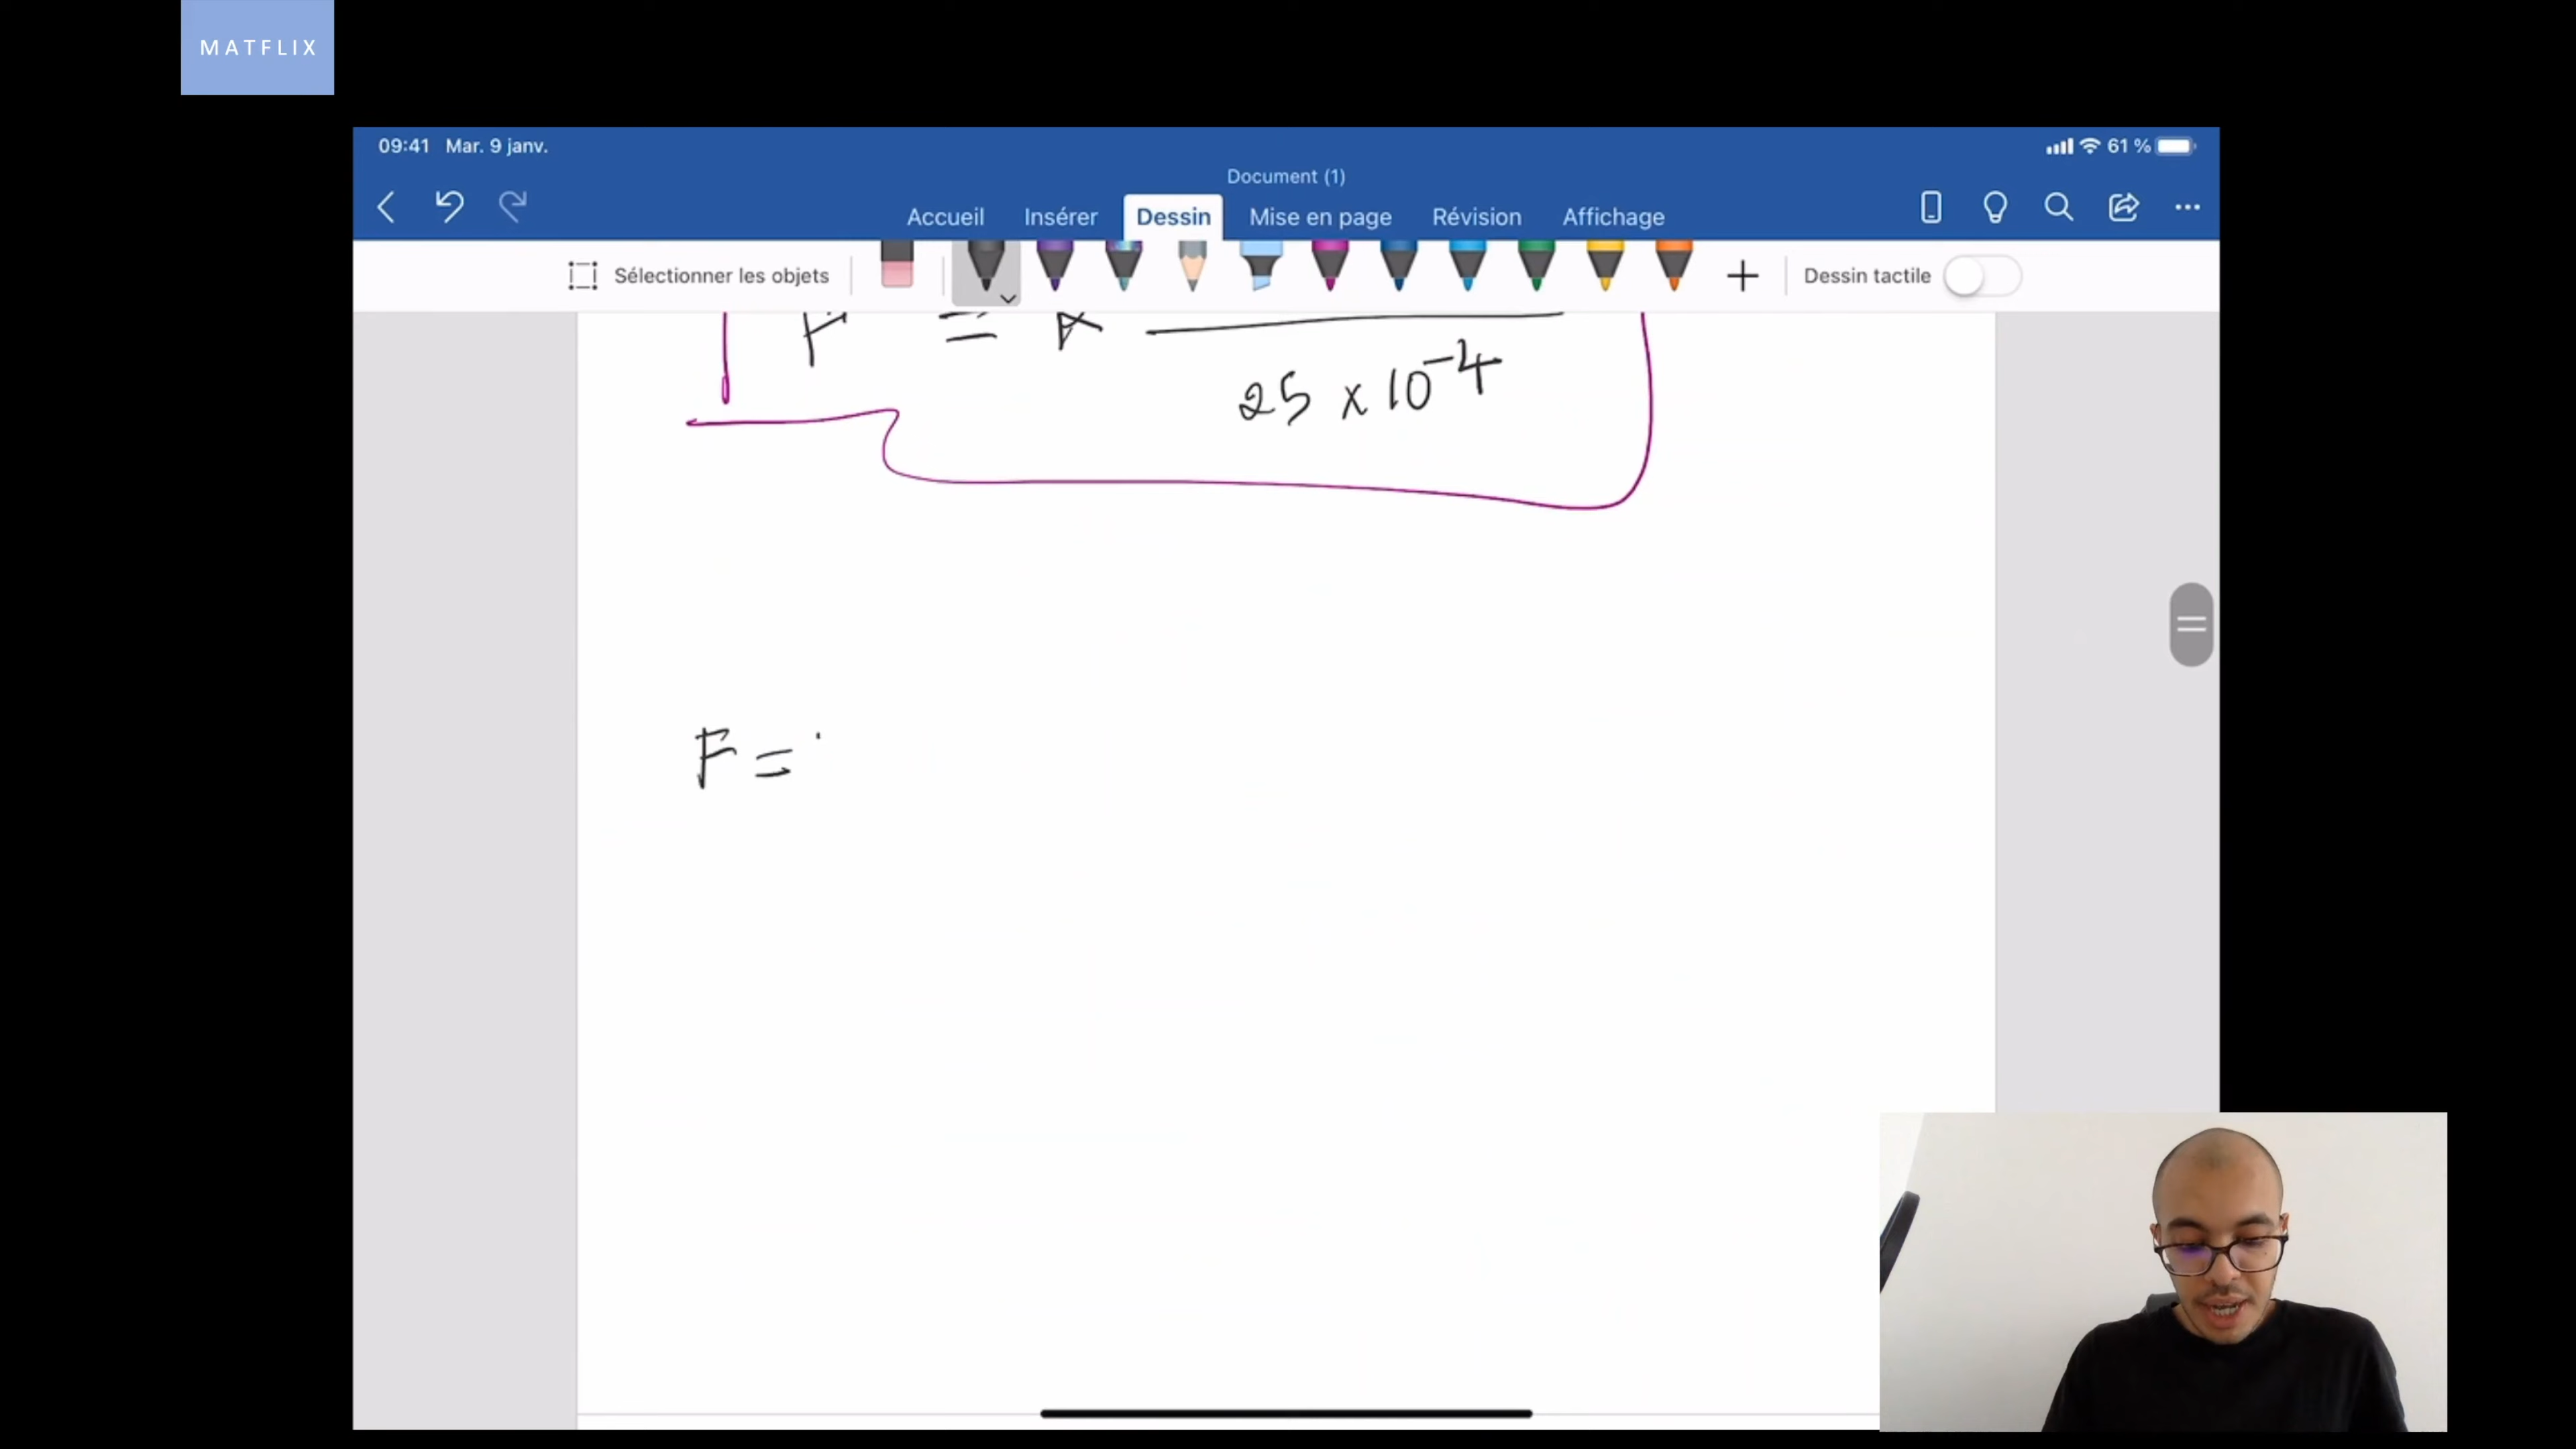 MATFLIX
09:41 Mar. 9 janv.
61 %
Document (1)
Accueil Insérer Dessin Mise en page Révision Affichage
Sélectionner les objets
Dessin tactile
F =
25 x 10^-4
F =